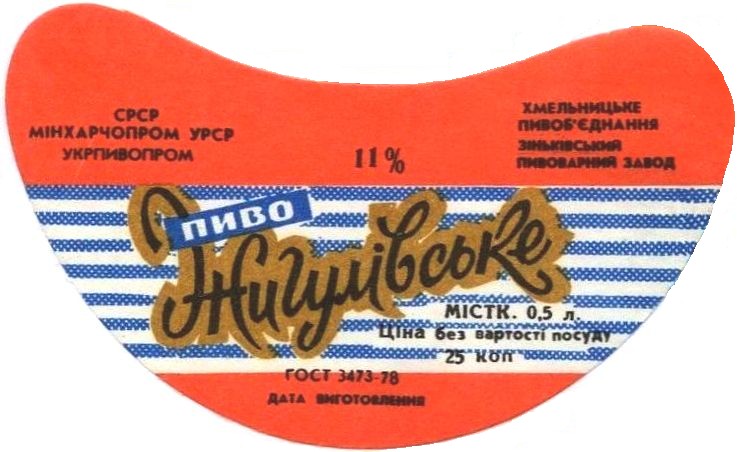 СРСР
МІНХАРЧОПРОМ УРСР
УКРПИВОПРОМ
11%
ХМЕЛЬНИЦЬКЕ
ПИВОБ'ЄДНАННЯ
ЗІНЬКІВСЬКИЙ
ПИВОВАРНИЙ ЗАВОД
ПИВО
Жигулівське
МІСТК. 0,5 л.
Ціна без вартості посуду
25 коп
ГОСТ 3473-78
ДАТА ВИГОТОВЛЕННЯ